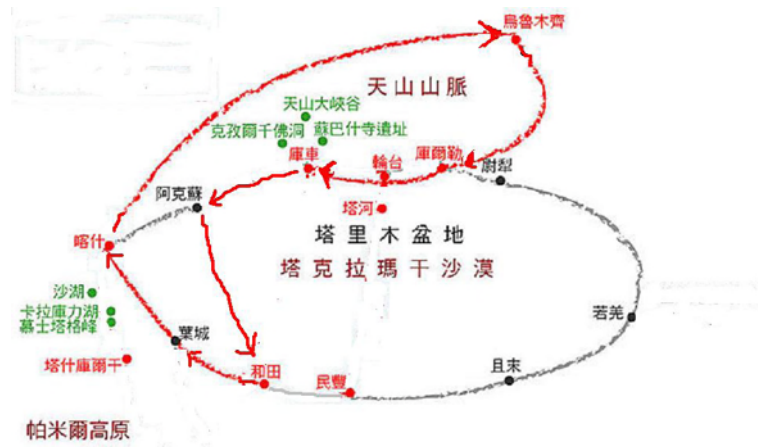 烏魯木齊
天山山脈
天山大峽谷
克孜爾千佛洞
蘇巴什寺遺址
庫車
輪台
庫爾勒
尉犁
阿克蘇
塔河
塔里木盆地
喀什
塔克拉瑪干沙漠
沙湖
卡拉庫力湖
慕士塔格峰
若羌
葉城
塔什庫爾干
和田
民豐
且末
帕米爾高原